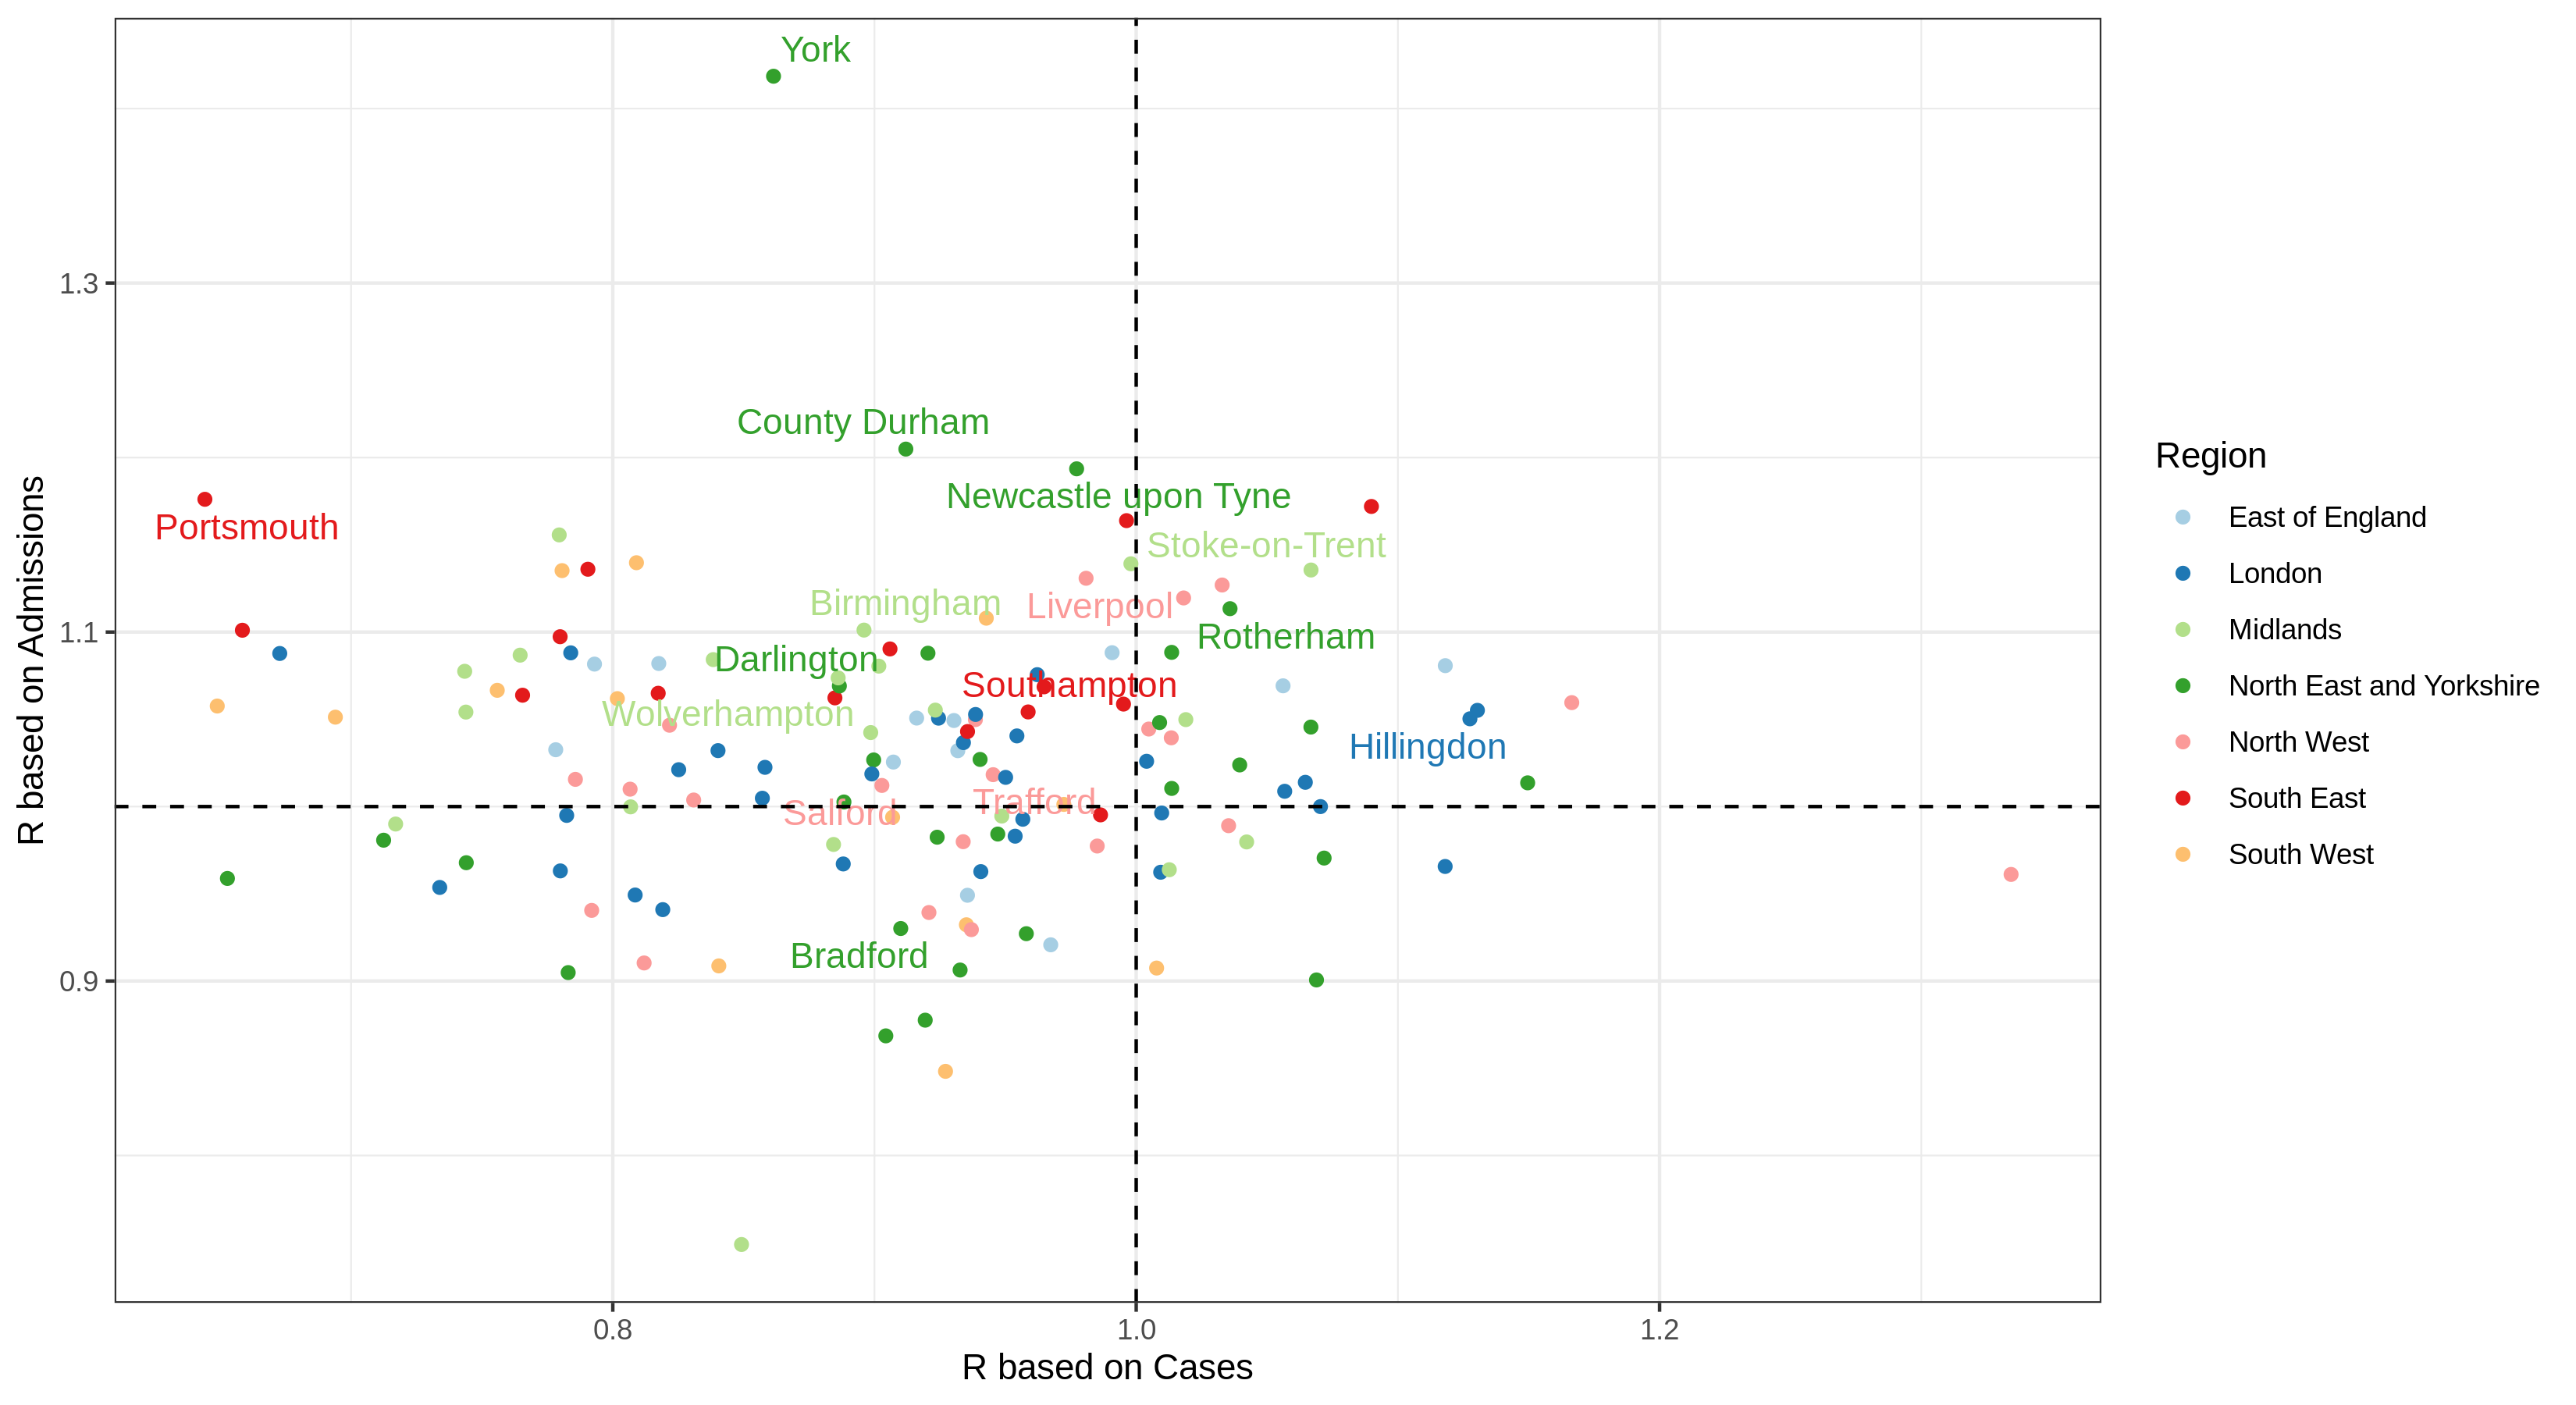 York
1.3
County Durham
Newcastle upon Tyne
Portsmouth
Stoke-on-Trent
Birmingham
Liverpool
1.1
Rotherham
Darlington
Southampton
Wolverhampton
Hillingdon
Trafford
Salford
Bradford
0.9
0.8
1.0
1.2
R based on Cases
R based on Admissions
Region
East of England
London
Midlands
North East and Yorkshire
North West
South East
South West